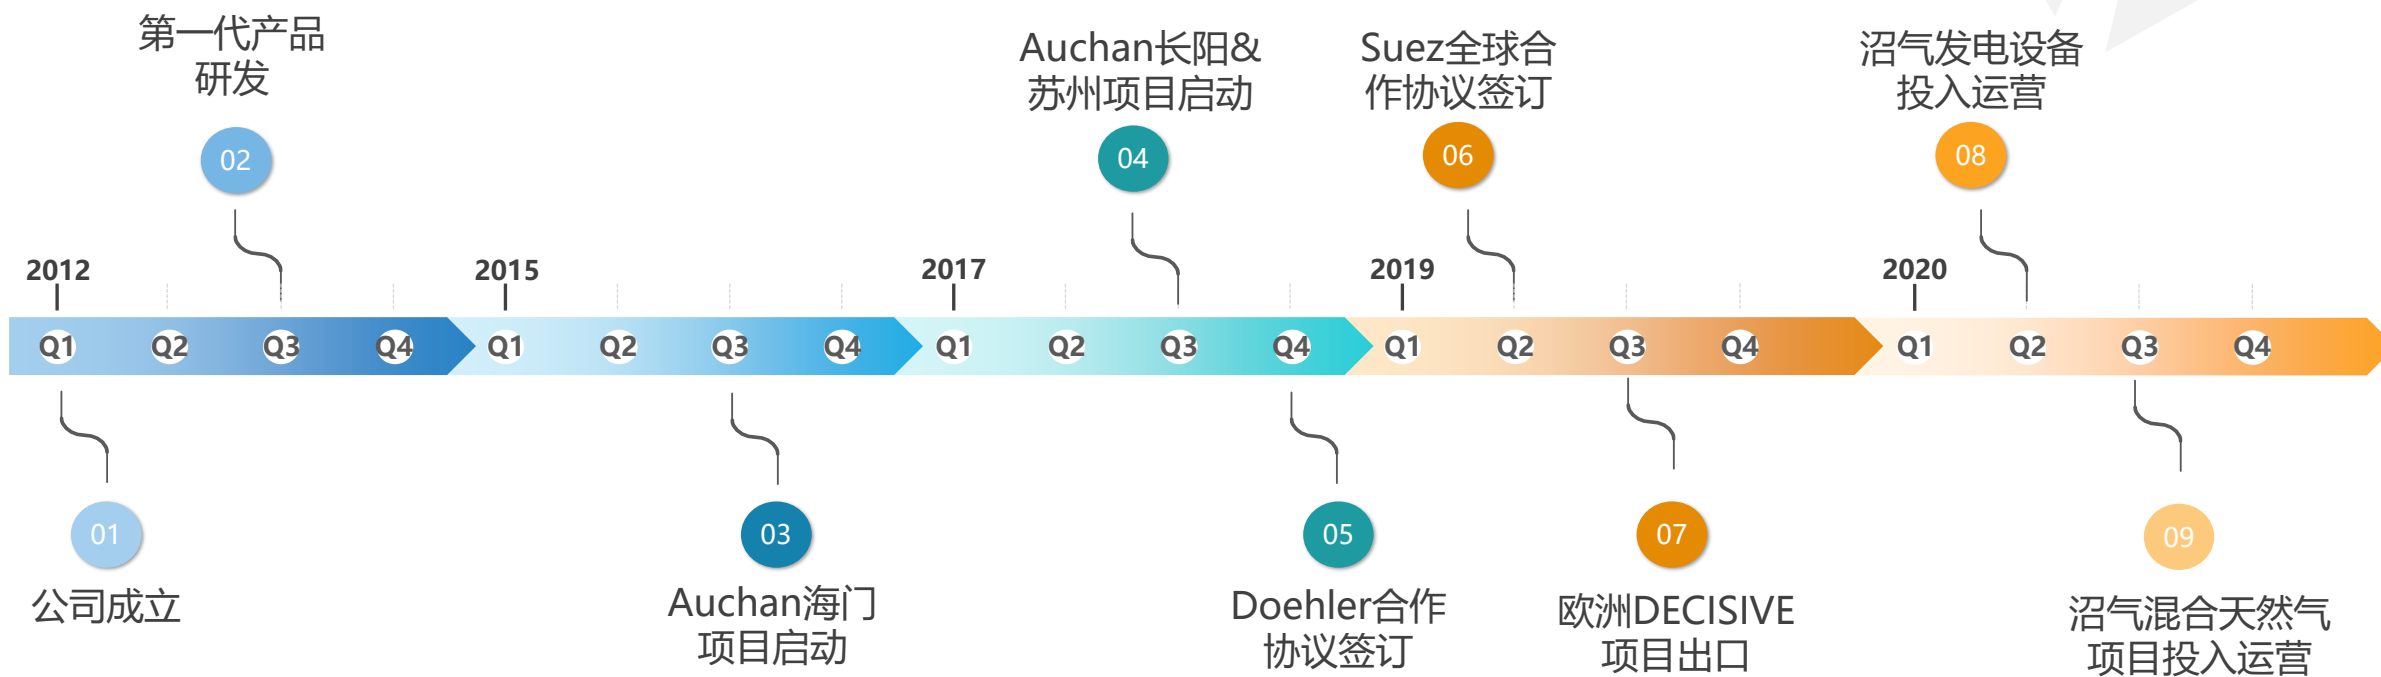 第一代产品
研发
Auchan长阳&
苏州项目启动
Suez全球合
作协议签订
沼气发电设备
投入运营
02
04
06
08
2012
2015
2017
2019
2020
Q1 Q2 Q3 Q4 Q1 Q2 Q3 Q4 Q1 Q2 Q3 Q4 Q1 Q2 Q3 Q4 Q1 Q2 Q3 Q4
01
03
05
07
09
公司成立
Auchan海门
项目启动
Doehler合作
协议签订
欧洲DECISIVE
项目出口
沼气混合天然气
项目投入运营